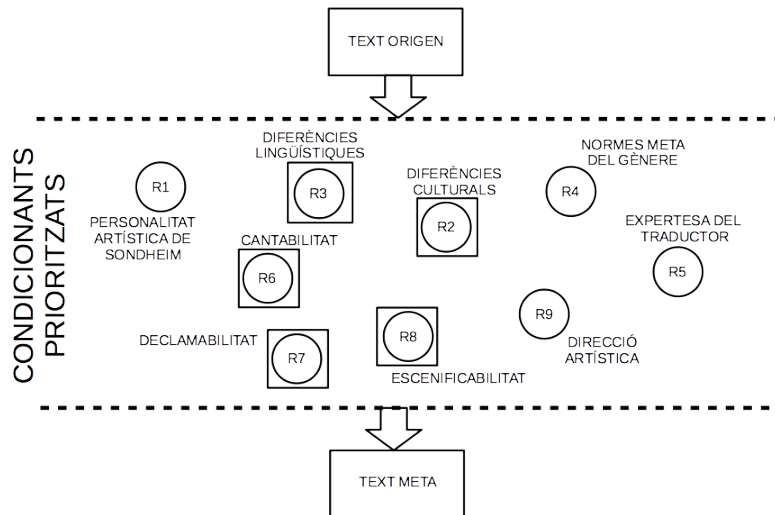 TEXT ORIGEN
CONDICIONANTS
PRIORITZATS
DIFERÈNCIES
LINGÜÍSTIQUES
NORMES META
DEL GÈNERE
DIFERÈNCIES
CULTURALS
R1
R3
R4
R2
PERSONALITAT
ARTÍSTICA DE
SONDHEIM
EXPERTESA DEL
TRADUCTOR
CANTABILITAT
R6
R5
R9
DECLAMABILITAT
R7
R8
DIRECCIÓ
ARTÍSTICA
ESCENIFICABILITAT
TEXT META